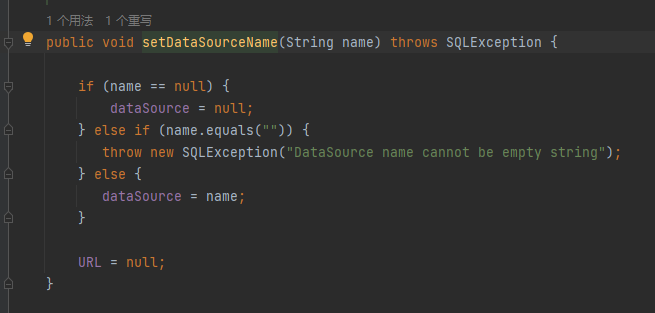 1 个用法   1 个重写
public void setDataSourceName(String name) throws SQLException {

    if (name == null) {
        dataSource = null;
    } else if (name.equals("")) {
       throw new SQLException("DataSource name cannot be empty string");
    } else {
       dataSource = name;
    }

    URL = null;
}